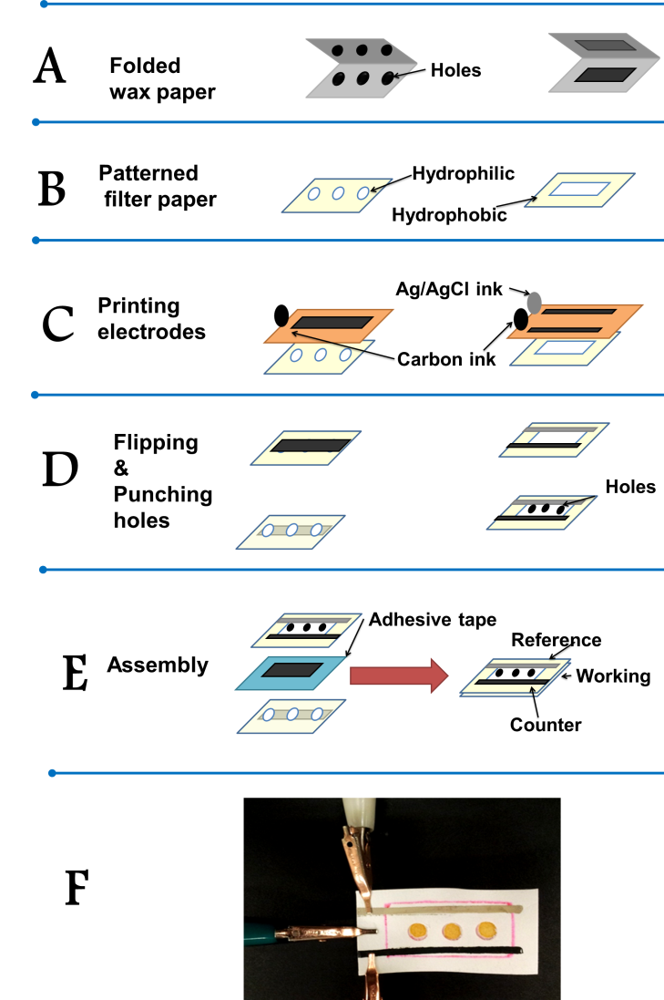 A
Folded
wax paper
Holes
B
Patterned
filter paper
Hydrophilic
Hydrophobic
C
Printing
electrodes
Ag/AgCl ink
Carbon ink
D
Flipping
&
Punching
holes
Holes
E
Assembly
Adhesive tape
Reference
Working
Counter
F